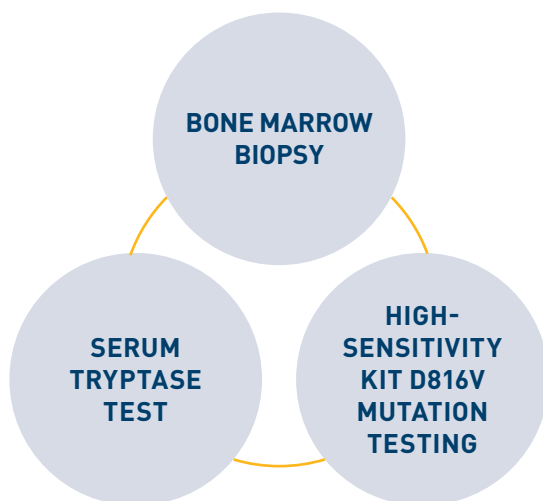 BONE MARROW
BIOPSY
SERUM
TRYPTASE
TEST
HIGH-
SENSITIVITY
KIT D816V
MUTATION
TESTING